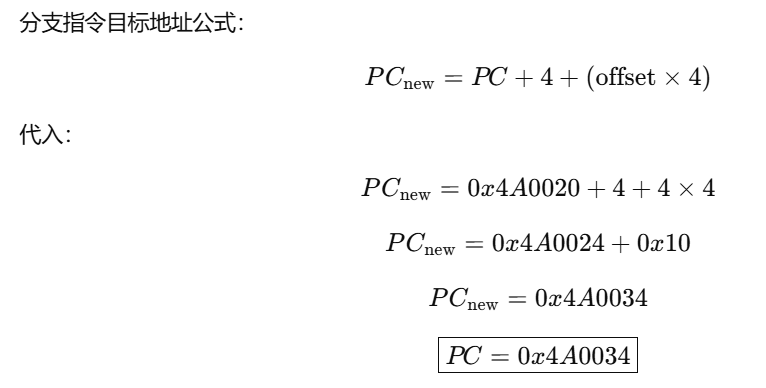 分支指令目标地址公式：
PC_new = PC + 4 + (offset × 4)
代入：
PC_new = 0x4A0020 + 4 + 4 × 4
PC_new = 0x4A0024 + 0x10
PC_new = 0x4A0034
PC = 0x4A0034